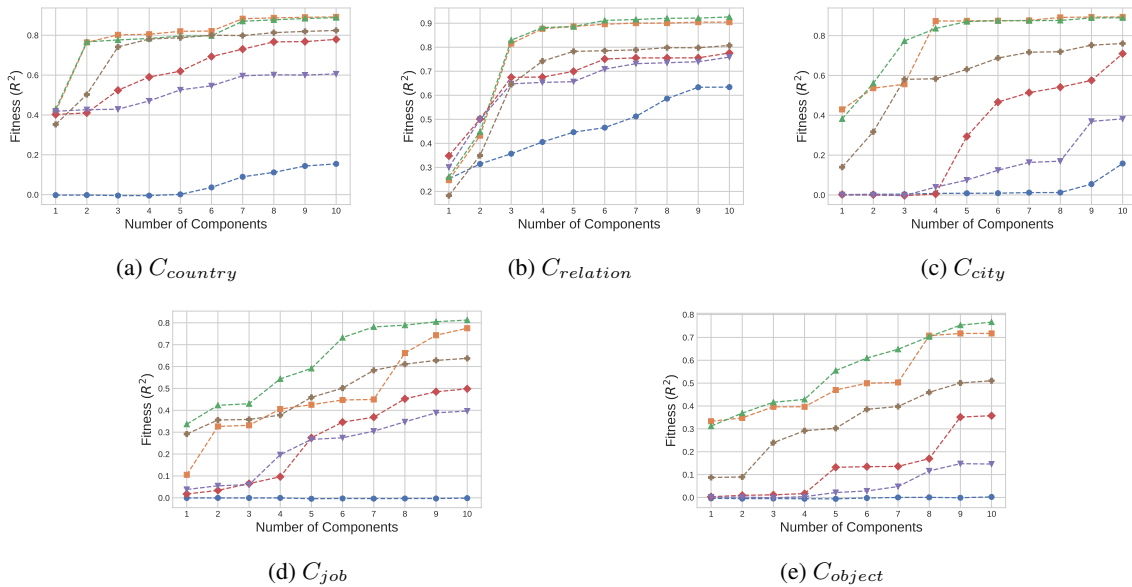 0.8
0.6
0.4
0.2
0.0
Fitness (R²)
1 2 3 4 5 6 7 8 9 10
Number of Components
(a) C_country
0.9
0.8
0.7
0.6
0.5
0.4
0.3
0.2
Fitness (R²)
1 2 3 4 5 6 7 8 9 10
Number of Components
(b) C_relation
0.8
0.6
0.4
0.2
0.0
Fitness (R²)
1 2 3 4 5 6 7 8 9 10
Number of Components
(c) C_city
0.8
0.7
0.6
0.5
0.4
0.3
0.2
0.1
0.0
Fitness (R²)
1 2 3 4 5 6 7 8 9 10
Number of Components
(d) C_job
0.8
0.7
0.6
0.5
0.4
0.3
0.2
0.1
0.0
Fitness (R²)
1 2 3 4 5 6 7 8 9 10
Number of Components
(e) C_object